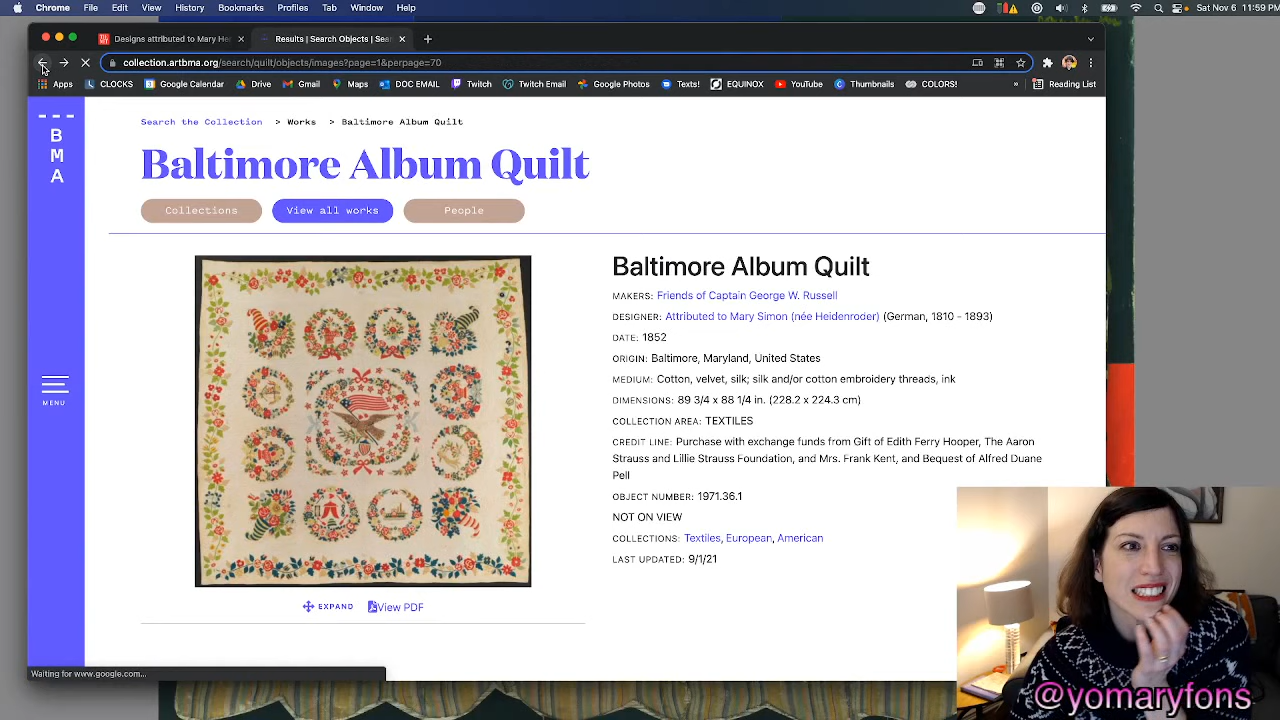 Chrome File Edit View History Bookmarks Profiles Tab Window Help
Sat Nov 6 11:59 PM
Designs attributed to Mary Her
Results | Search Objects | Sea
collection.artbma.org/search/quilt/objects/images?page=1&perpage=70
Apps CLOCKS Google Calendar Drive Gmail Maps DOC EMAIL Twitch Twitch Email Google Photos Texts! EQUINOX YouTube Thumbnails COLORS! » Reading List
B
M
A
MENU
Search the Collection > Works > Baltimore Album Quilt
Baltimore Album Quilt
Collections View all works People
Baltimore Album Quilt
MAKERS: Friends of Captain George W. Russell
DESIGNER: Attributed to Mary Simon (née Heidenroder) (German, 1810 - 1893)
DATE: 1852
ORIGIN: Baltimore, Maryland, United States
MEDIUM: Cotton, velvet, silk; silk and/or cotton embroidery threads, ink
DIMENSIONS: 89 3/4 x 88 1/4 in. (228.2 x 224.3 cm)
COLLECTION AREA: TEXTILES
CREDIT LINE: Purchase with exchange funds from Gift of Edith Ferry Hooper, The Aaron
Strauss and Lillie Strauss Foundation, and Mrs. Frank Kent, and Bequest of Alfred Duane
Pell
OBJECT NUMBER: 1971.36.1
NOT ON VIEW
COLLECTIONS: Textiles, European, American
LAST UPDATED: 9/1/21
EXPAND View PDF
Waiting for www.google.com...
@yomaryfons